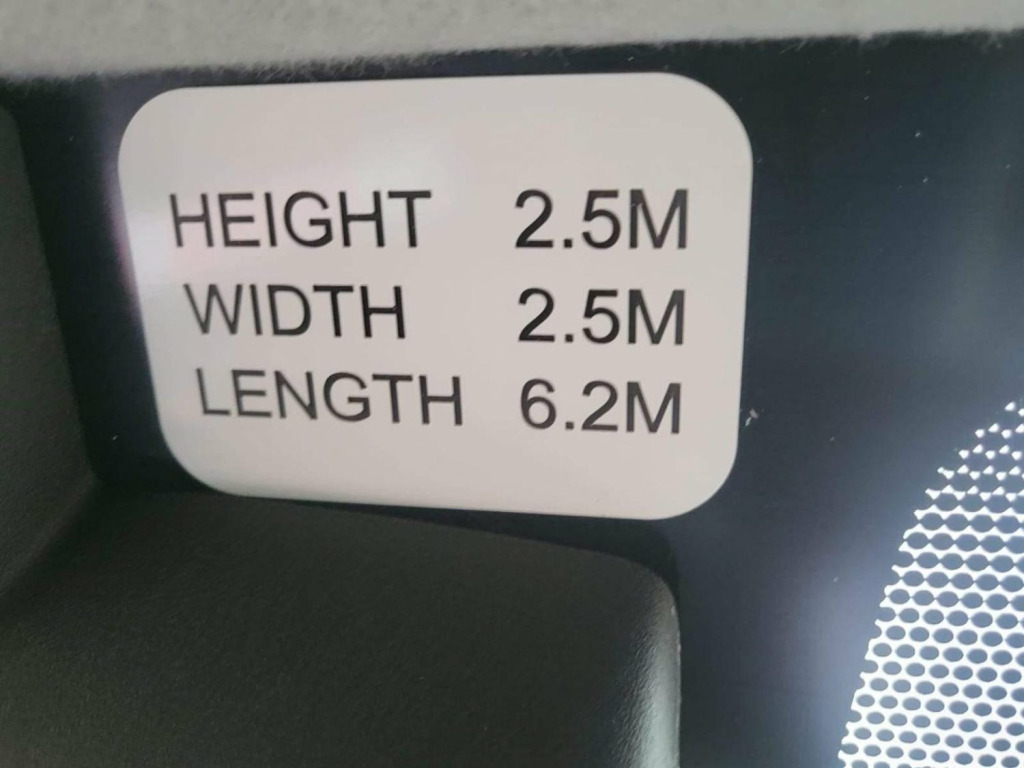 HEIGHT 2.5M
WIDTH 2.5M
LENGTH 6.2M